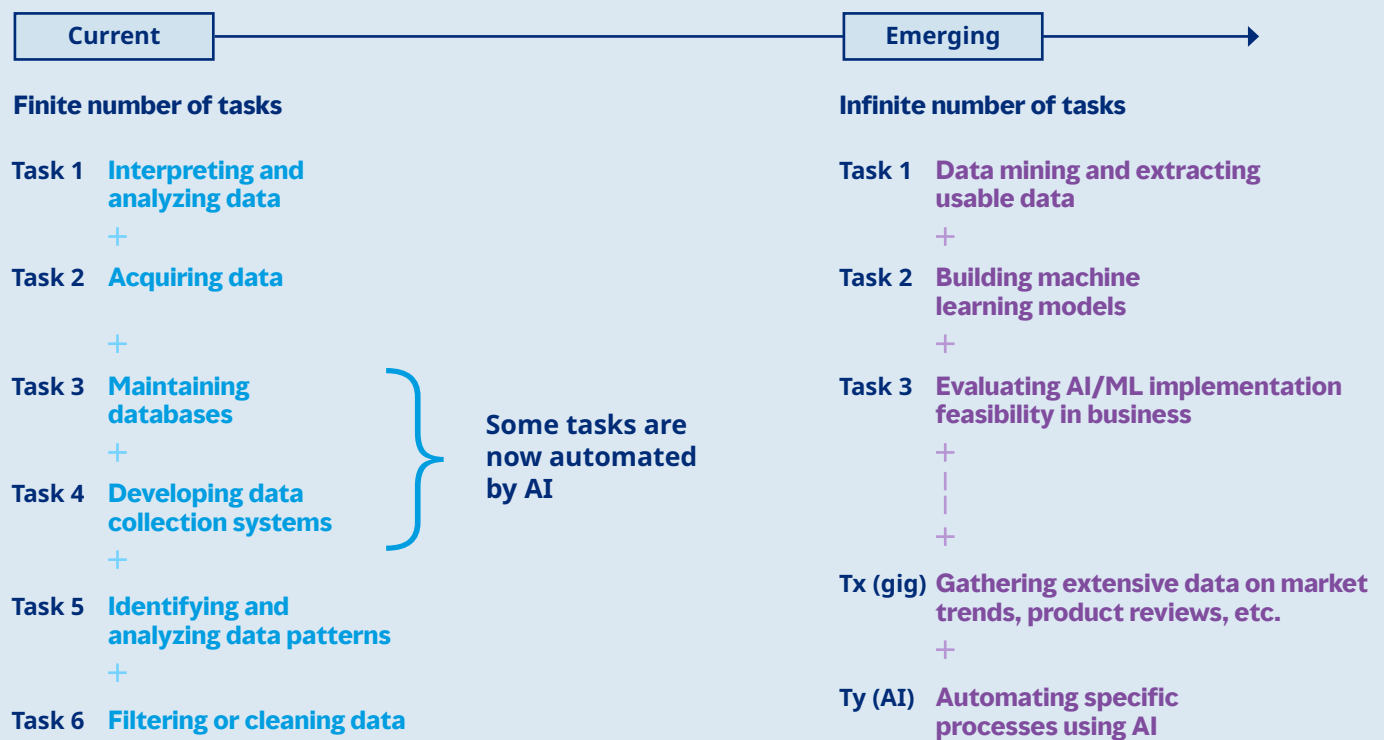 Current
Emerging
Finite number of tasks
Task 1 Interpreting and
analyzing data
+
Task 2 Acquiring data
+
Task 3 Maintaining
databases
+
Task 4 Developing data
collection systems
+
Task 5 Identifying and
analyzing data patterns
+
Task 6 Filtering or cleaning data
Some tasks are
now automated
by AI
Infinite number of tasks
Task 1 Data mining and extracting
usable data
+
Task 2 Building machine
learning models
+
Task 3 Evaluating AI/ML implementation
feasibility in business
+
+
Tx (gig) Gathering extensive data on market
trends, product reviews, etc.
+
Ty (AI) Automating specific
processes using AI